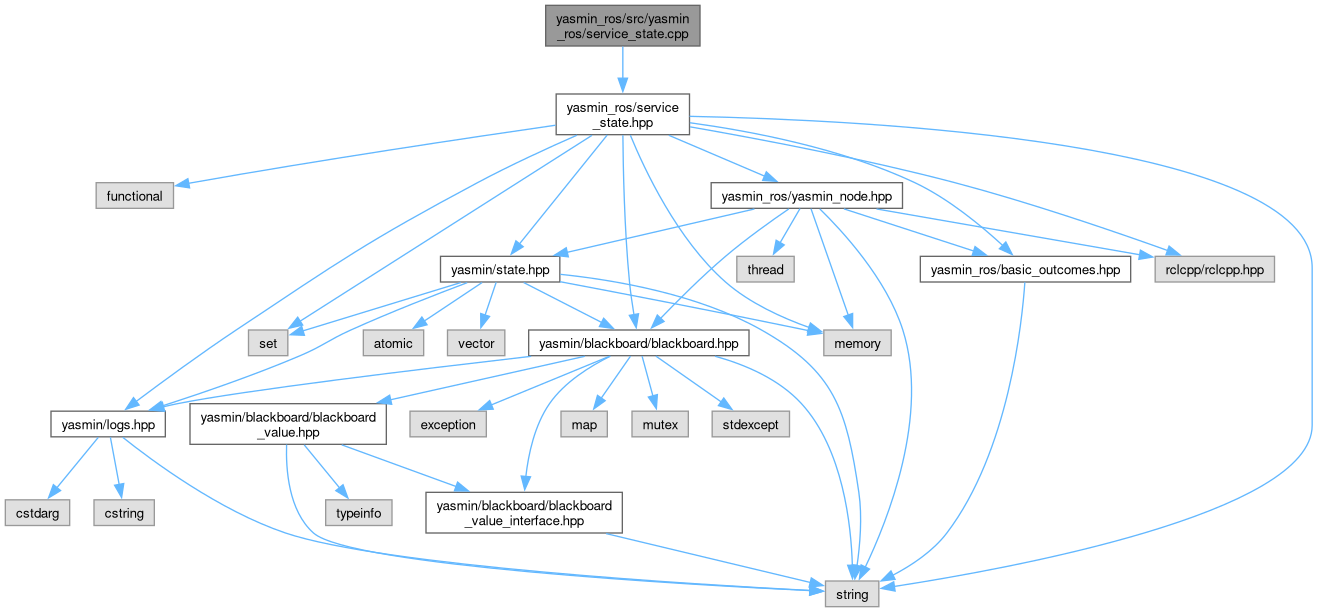 yasmin_ros/src/yasmin
_ros/service_state.cpp
yasmin_ros/service
_state.hpp
functional
yasmin_ros/yasmin_node.hpp
yasmin/state.hpp
thread
yasmin_ros/basic_outcomes.hpp
rclcpp/rclcpp.hpp
set
atomic
vector
yasmin/blackboard/blackboard.hpp
memory
yasmin/logs.hpp
yasmin/blackboard/blackboard
_value.hpp
exception
map
mutex
stdexcept
cstdarg
cstring
typeinfo
yasmin/blackboard/blackboard
_value_interface.hpp
string